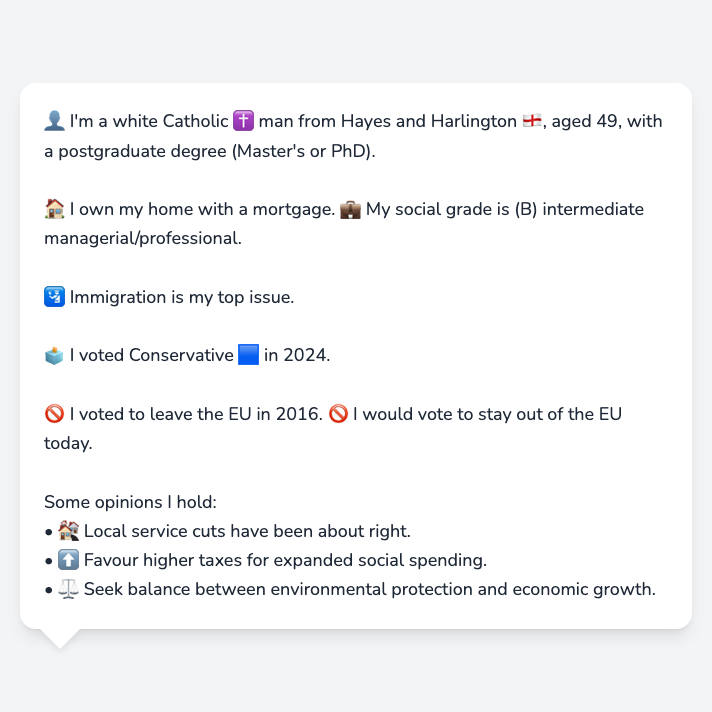 👤 I'm a white Catholic ✝️ man from Hayes and Harlington 🏴󠁧󠁢󠁥󠁮󠁧󠁿, aged 49, with
a postgraduate degree (Master's or PhD).
🏠 I own my home with a mortgage. 💼 My social grade is (B) intermediate
managerial/professional.
🛂 Immigration is my top issue.
🗳️ I voted Conservative 🟦 in 2024.
🚫 I voted to leave the EU in 2016. 🚫 I would vote to stay out of the EU
today.
Some opinions I hold:
• 🏘️ Local service cuts have been about right.
• ⬆️ Favour higher taxes for expanded social spending.
• ⚖️ Seek balance between environmental protection and economic growth.